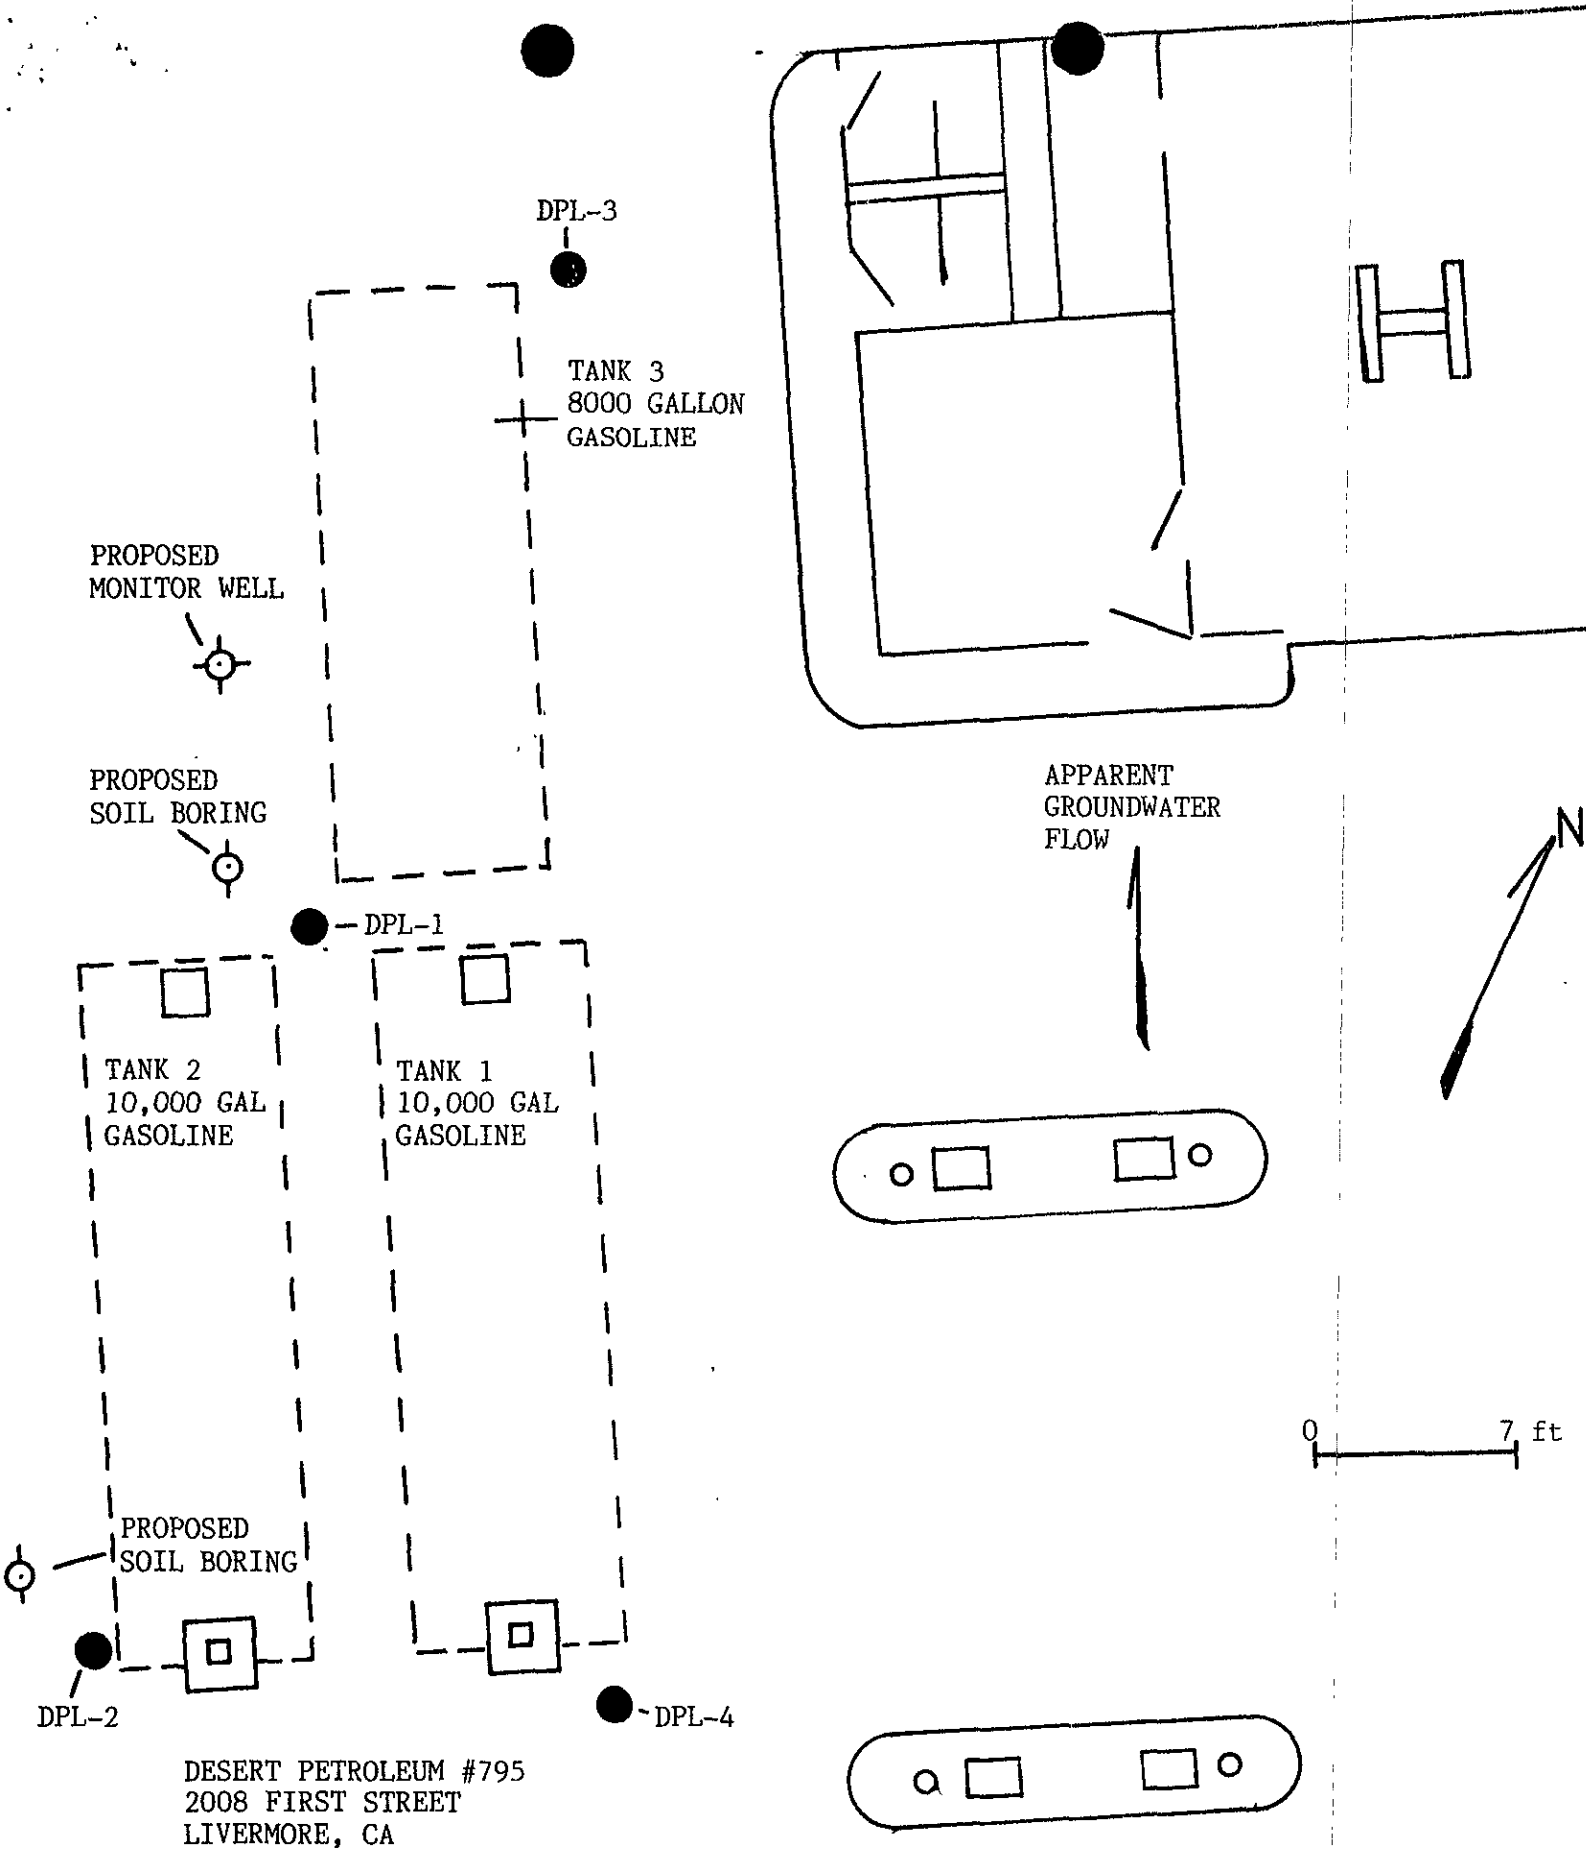 DPL-3
TANK 3
8000 GALLON
GASOLINE
PROPOSED
MONITOR WELL
PROPOSED
SOIL BORING
APPARENT
GROUNDWATER
FLOW
N
DPL-1
TANK 2
10,000 GAL
GASOLINE
TANK 1
10,000 GAL
GASOLINE
0 7 ft
PROPOSED
SOIL BORING
DPL-2
DPL-4
DESERT PETROLEUM #795
2008 FIRST STREET
LIVERMORE, CA